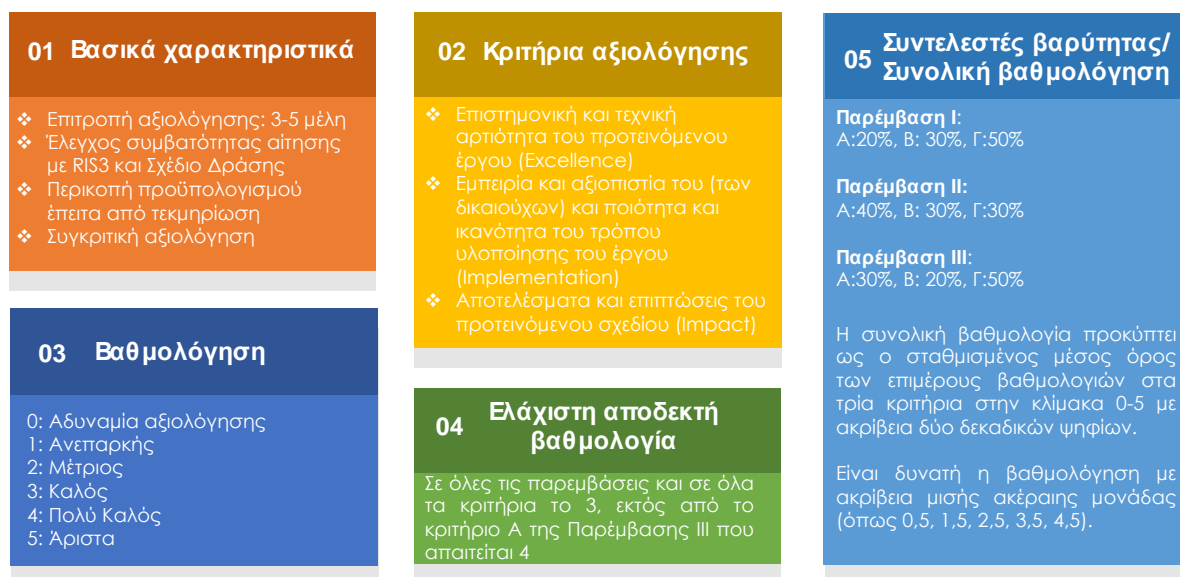 01 Βασικά χαρακτηριστικά
❖ Επιτροπή αξιολόγησης: 3-5 μέλη
❖ Έλεγχος συμβατότητας αίτησης
με RIS3 και Σχέδιο Δράσης
❖ Περικοπή προϋπολογισμού
έπειτα από τεκμηρίωση
❖ Συγκριτική αξιολόγηση
02 Κριτήρια αξιολόγησης
❖ Επιστημονική και τεχνική
αρτιότητα του προτεινόμενου
έργου (Excellence)
❖ Εμπειρία και αξιοπιστία του (των
δικαιούχων) και ποιότητα και
ικανότητα του τρόπου
υλοποίησης του έργου
(Implementation)
❖ Αποτελέσματα και επιπτώσεις του
προτεινόμενου σχεδίου (Impact)
03 Βαθμολόγηση
0: Αδυναμία αξιολόγησης
1: Ανεπαρκής
2: Μέτριος
3: Καλός
4: Πολύ Καλός
5: Άριστα
04 Ελάχιστη αποδεκτή
βαθμολογία
Σε όλες τις παρεμβάσεις και σε όλα
τα κριτήρια το 3, εκτός από το
κριτήριο Α της Παρέμβασης ΙΙΙ που
απαιτείται 4
05 Συντελεστές βαρύτητας/
Συνολική βαθμολόγηση
Παρέμβαση Ι:
Α:20%, Β: 30%, Γ:50%
Παρέμβαση ΙΙ:
Α:40%, Β: 30%, Γ:30%
Παρέμβαση ΙΙΙ:
Α:30%, Β: 20%, Γ:50%
Η συνολική βαθμολογία προκύπτει
ως ο σταθμισμένος μέσος όρος
των επιμέρους βαθμολογιών στα
τρία κριτήρια στην κλίμακα 0-5 με
ακρίβεια δύο δεκαδικών ψηφίων.
Είναι δυνατή η βαθμολόγηση με
ακρίβεια μισής ακέραιης μονάδας
(όπως 0,5, 1,5, 2,5, 3,5, 4,5).